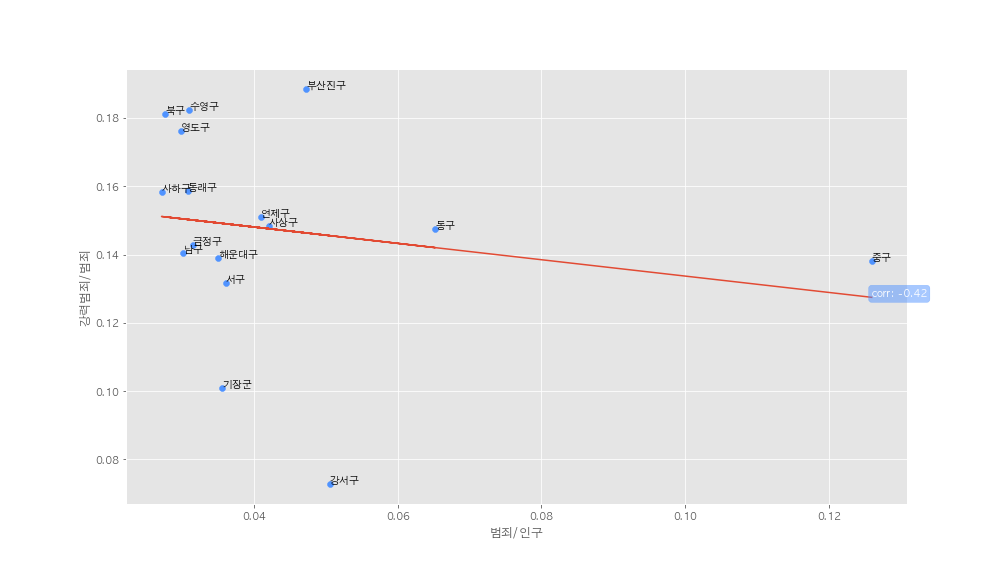 부산진구
수영구
북구
영도구
사하구
동래구
연제구
사상구
동구
금정구
남구
해운대구
중구
서구
corr: -0.42
기장군
강서구
0.18
0.16
0.14
0.12
0.10
0.08
강력범죄/범죄
0.04
0.06
0.08
0.10
0.12
범죄/인구